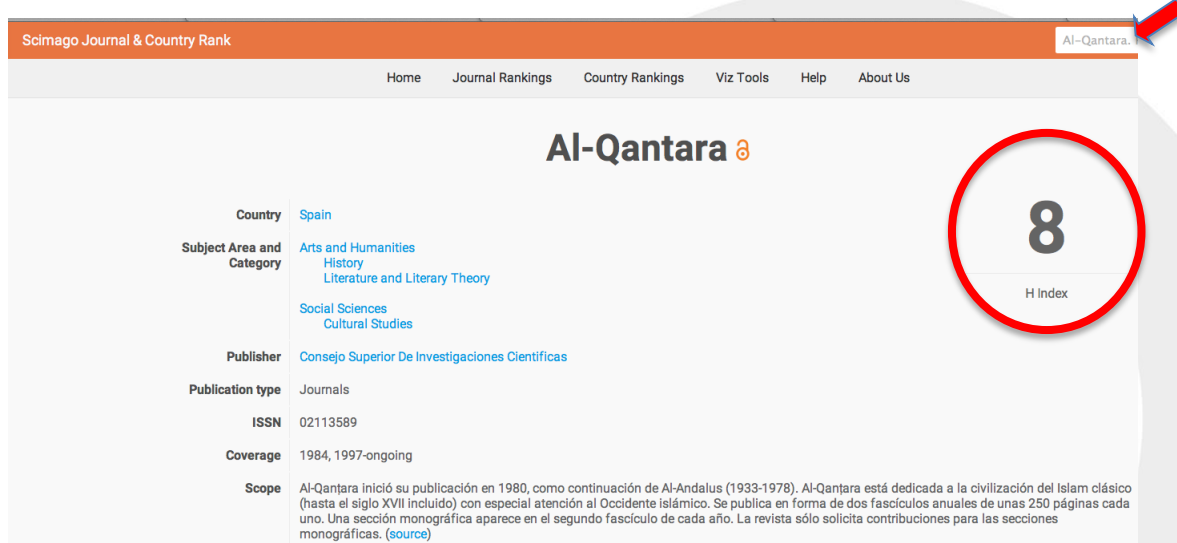 Scimago Journal & Country Rank
Al-Qantara.
Home Journal Rankings Country Rankings Viz Tools Help About Us
Al-Qantara
Country Spain
Subject Area and Category Arts and Humanities
History
Literature and Literary Theory
Social Sciences
Cultural Studies
8
H Index
Publisher Consejo Superior De Investigaciones Cientificas
Publication type Journals
ISSN 02113589
Coverage 1984, 1997-ongoing
Scope Al-Qanṭara inició su publicación en 1980, como continuación de Al-Andalus (1933-1978). Al-Qanṭara está dedicada a la civilización del Islam clásico
(hasta el siglo XVII incluido) con especial atención al Occidente islámico. Se publica en forma de dos fascículos anuales de unas 250 páginas cada
uno. Una sección monográfica aparece en el segundo fascículo de cada año. La revista sólo solicita contribuciones para las secciones
monográficas. (source)